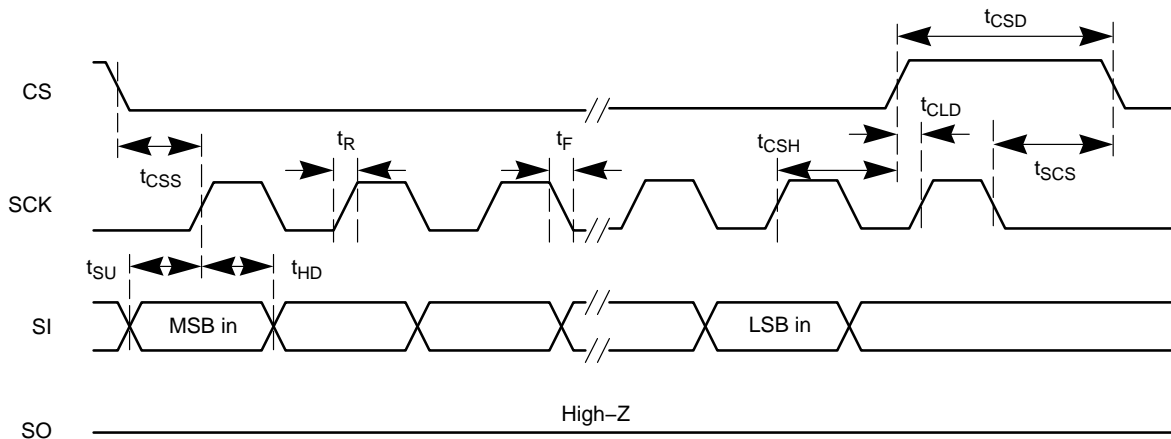 tCSD
CS
tCLD
tR
tF
tCSH
tCSS
tSCS
SCK
tSU
tHD
SI
MSB in
LSB in
High–Z
SO